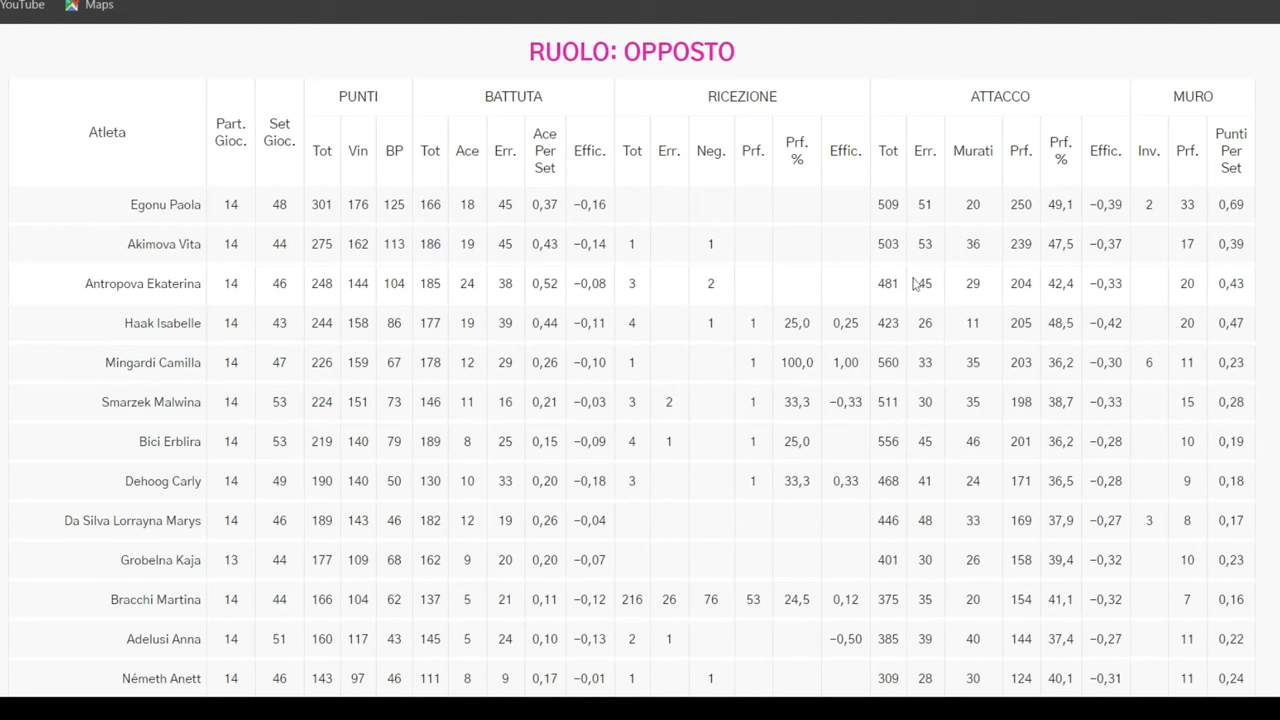 YouTube Maps
RUOLO: OPPOSTO
Atleta Part. Gioc. Set Gioc. PUNTI BATTUTA RICEZIONE ATTACCO MURO
Tot Vin BP Tot Ace Err. Ace Per Set Effic. Tot Err. Neg. Prf. Prf. % Effic. Tot Err. Murati Prf. Prf. % Effic. Inv. Prf. Punti Per Set
Egonu Paola 14 48 301 176 125 166 18 45 0,37 −0,16 509 51 20 250 49,1 −0,39 2 33 0,69
Akimova Vita 14 44 275 162 113 186 19 45 0,43 −0,14 1 1 503 53 36 239 47,5 −0,37 17 0,39
Antropova Ekaterina 14 46 248 144 104 185 24 38 0,52 −0,08 3 2 481 45 29 204 42,4 −0,33 20 0,43
Haak Isabelle 14 43 244 158 86 177 19 39 0,44 −0,11 4 1 1 25,0 0,25 423 26 11 205 48,5 −0,42 20 0,47
Mingardi Camilla 14 47 226 159 67 178 12 29 0,26 −0,10 1 1 100,0 1,00 560 33 35 203 36,2 −0,30 6 11 0,23
Smarzek Malwina 14 53 224 151 73 146 11 16 0,21 −0,03 3 2 1 33,3 −0,33 511 30 35 198 38,7 −0,33 15 0,28
Bici Erblira 14 53 219 140 79 189 8 25 0,15 −0,09 4 1 1 25,0 556 45 46 201 36,2 −0,28 10 0,19
Dehoog Carly 14 49 190 140 50 130 10 33 0,20 −0,18 3 1 33,3 0,33 468 41 24 171 36,5 −0,28 9 0,18
Da Silva Lorrayna Marys 14 46 189 143 46 182 12 19 0,26 −0,04 446 48 33 169 37,9 −0,27 3 8 0,17
Grobelna Kaja 13 44 177 109 68 162 9 20 0,20 −0,07 401 30 26 158 39,4 −0,32 10 0,23
Bracchi Martina 14 44 166 104 62 137 5 21 0,11 −0,12 216 26 76 53 24,5 0,12 375 35 20 154 41,1 −0,32 7 0,16
Adelusi Anna 14 51 160 117 43 145 5 24 0,10 −0,13 2 1 −0,50 385 39 40 144 37,4 −0,27 11 0,22
Németh Anett 14 46 143 97 46 111 8 9 0,17 −0,01 1 1 309 28 30 124 40,1 −0,31 11 0,24